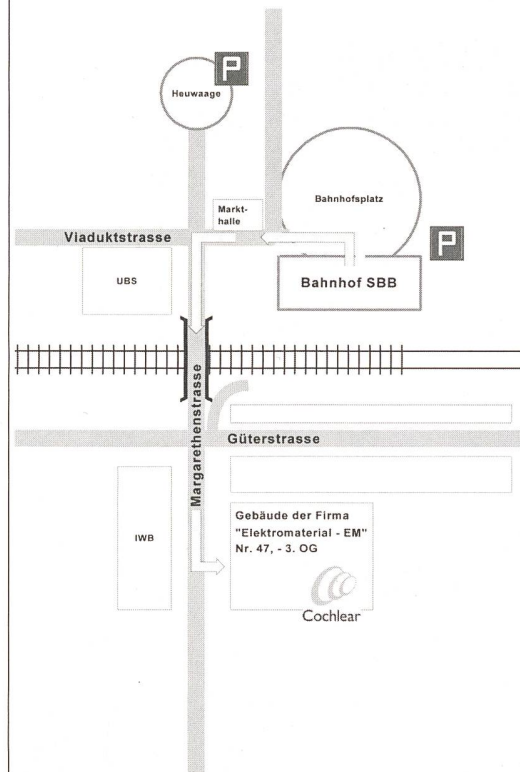 P
Heuwaage
Markt-
halle
Bahnhofsplatz
Viaduktstrasse
P
UBS
Bahnhof SBB
Margarethenstrasse
Güterstrasse
IWB
Gebäude der Firma
"Elektromaterial - EM"
Nr. 47, - 3. OG
Cochlear